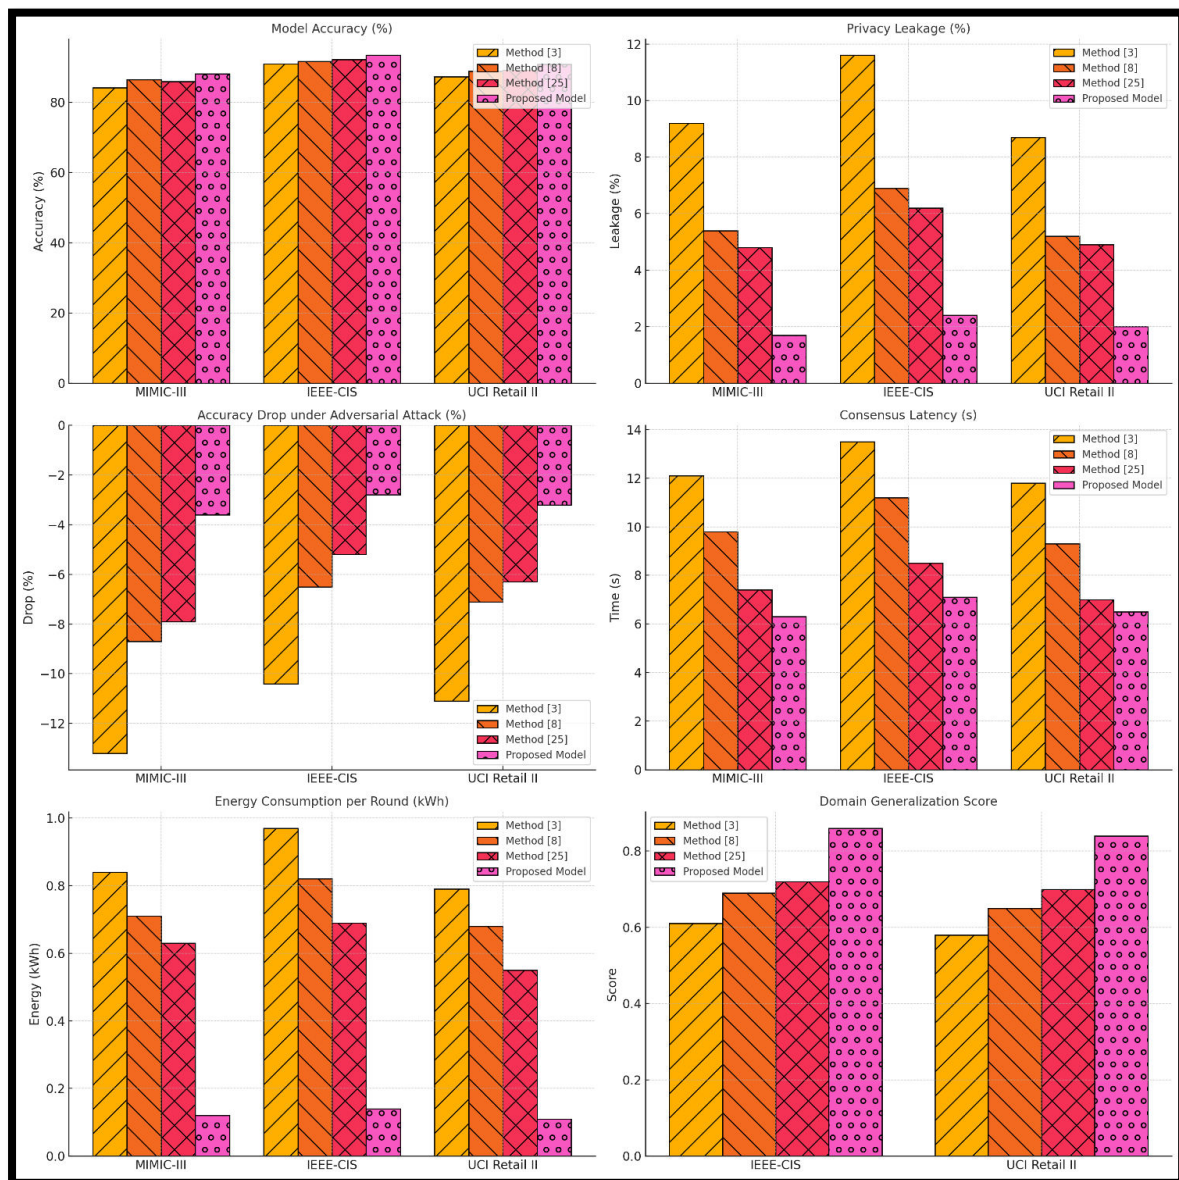 Model Accuracy (%)
Accuracy (%)
80
60
40
20
0
Method [3]
Method [8]
Method [25]
Proposed Model
MIMIC-III
IEEE-CIS
UCI Retail II
Privacy Leakage (%)
Leakage (%)
12
10
8
6
4
2
0
Method [3]
Method [8]
Method [25]
Proposed Model
MIMIC-III
IEEE-CIS
UCI Retail II
Accuracy Drop under Adversarial Attack (%)
Drop (%)
0
−2
−4
−6
−8
−10
−12
Method [3]
Method [8]
Method [25]
Proposed Model
MIMIC-III
IEEE-CIS
UCI Retail II
Consensus Latency (s)
Time (s)
14
12
10
8
6
4
2
0
Method [3]
Method [8]
Method [25]
Proposed Model
MIMIC-III
IEEE-CIS
UCI Retail II
Energy Consumption per Round (kWh)
Energy (kWh)
1.0
0.8
0.6
0.4
0.2
0.0
Method [3]
Method [8]
Method [25]
Proposed Model
MIMIC-III
IEEE-CIS
UCI Retail II
Domain Generalization Score
Score
0.8
0.6
0.4
0.2
0.0
Method [3]
Method [8]
Method [25]
Proposed Model
IEEE-CIS
UCI Retail II